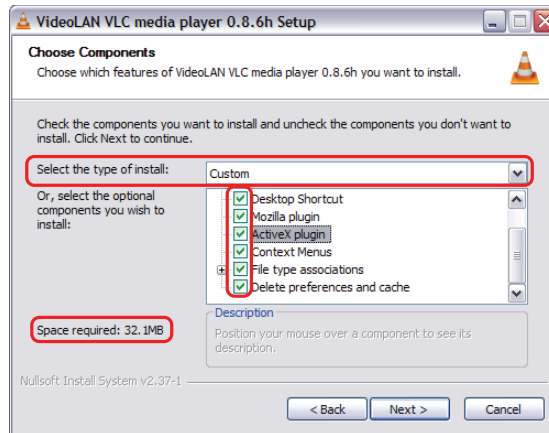 VideoLAN VLC media player 0.8.6h Setup
Choose Components
Choose which features of VideoLAN VLC media player 0.8.6h you want to install.
Check the components you want to install and uncheck the components you don't want to
install. Click Next to continue.
Select the type of install:
Custom
Or, select the optional
components you wish to
install:
Desktop Shortcut
Mozilla plugin
ActiveX plugin
Context Menus
File type associations
Delete preferences and cache
Space required: 32.1MB
Description
Position your mouse over a component to see its
description.
Nullsoft Install System v2.37-1
< Back
Next >
Cancel